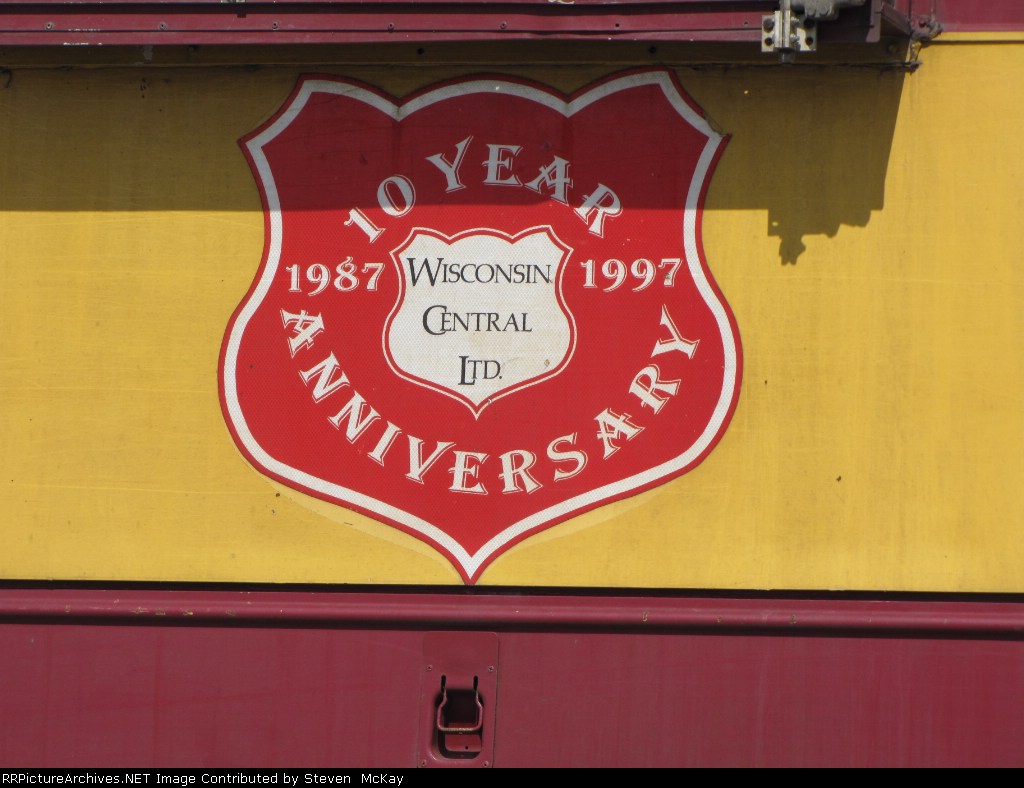 10 YEAR
1987 1997
WISCONSIN
CENTRAL
LTD.
ANNIVERSARY
RRPictureArchives.NET Image Contributed by Steven McKay